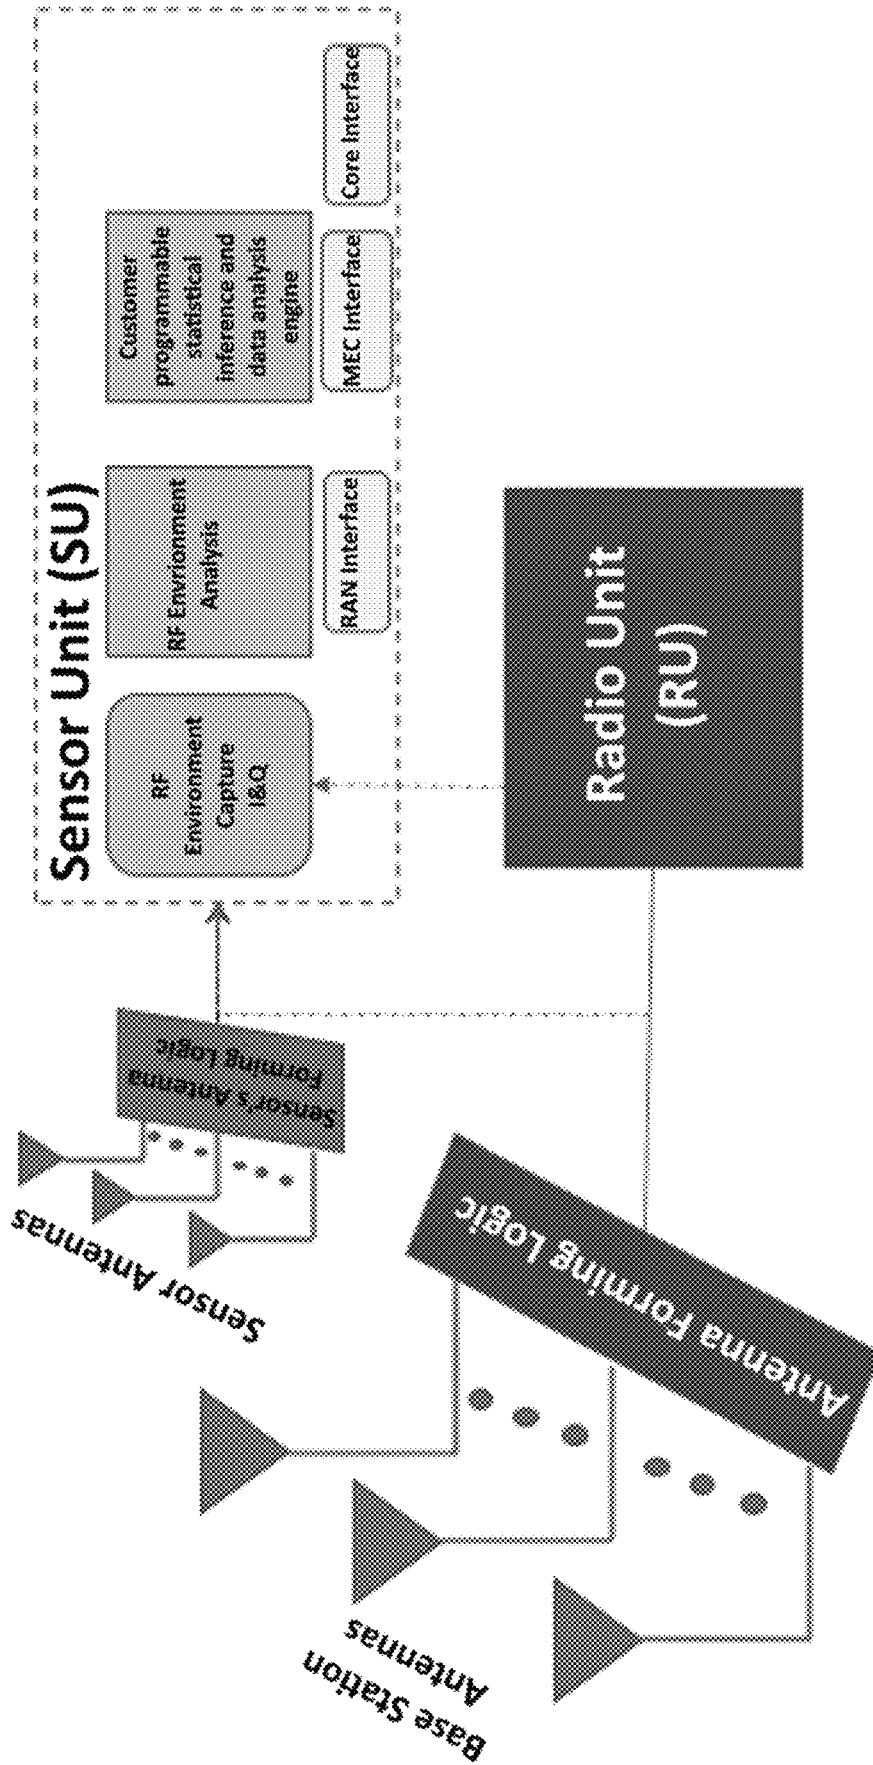 Sensor Unit (SU)
RF
Environment
Capture
I&Q
RF Envrionment
Analysis
Customer
programmable
statistical
inference and
data analysis
engine
RAN Interface
MEC Interface
Core Interface
Sensor Antennas
Sensor's Antenna
Forming Logic
Radio Unit
(RU)
Base Station
Antennas
Antenna Forming Logic